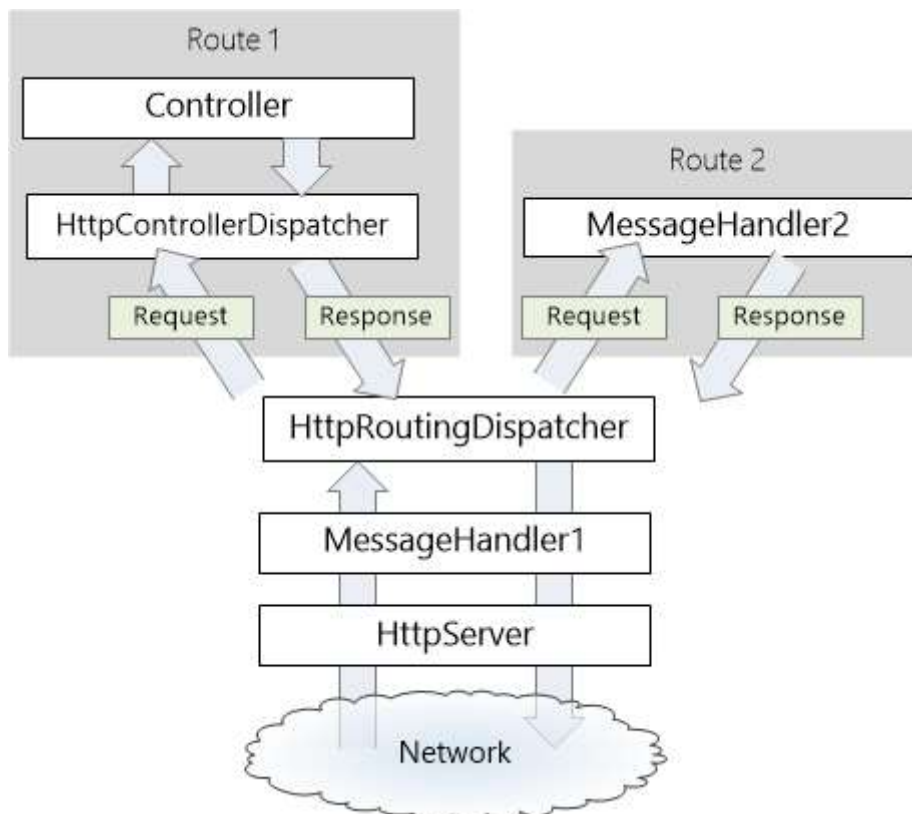 Route 1
Controller
HttpControllerDispatcher
Request
Response
Route 2
MessageHandler2
Request
Response
HttpRoutingDispatcher
MessageHandler1
HttpServer
Network